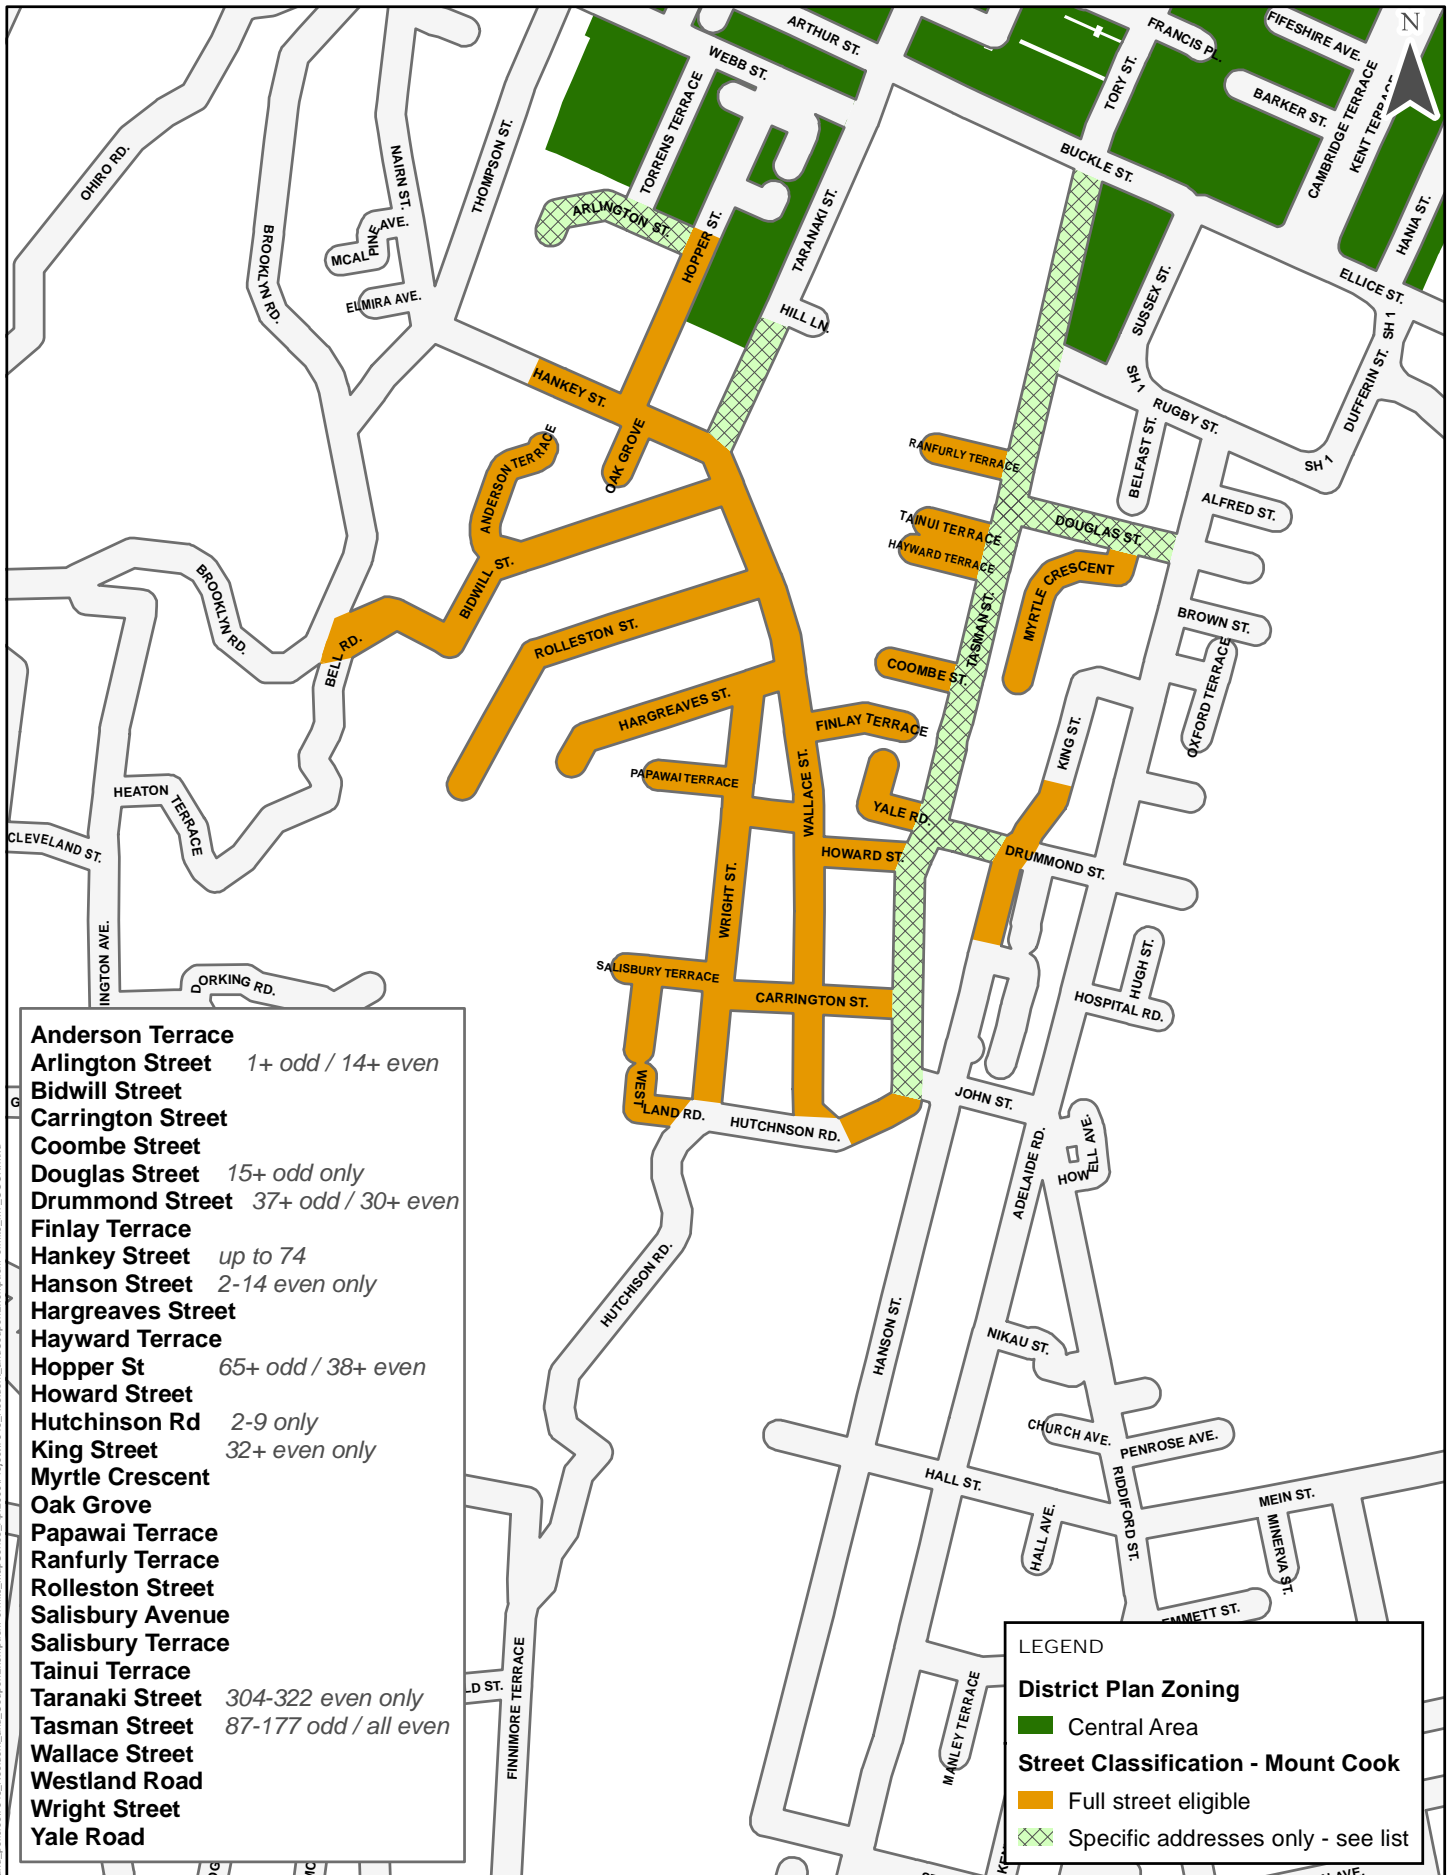 ARTHUR ST.
WEBB ST.
FRANCIS PL.
FIFESHIRE AVE.
N
TORY ST.
BARKER ST.
CAMBRIDGE TERRACE
KENT TERRACE
OHIRO RD.
NAIRN ST.
THOMPSON ST.
TORRENS TERRACE
BUCKLE ST.
HANIA ST.
MCALPINE AVE.
ARLINGTON ST.
HOPPER ST.
TARANAKI ST.
BROOKLYN RD.
ELMIRA AVE.
HILL LN.
SUSSEX ST.
ELLICE ST.
SH 1
SH 1
DUFFERIN ST.
HANKEY ST.
RUGBY ST.
OAK GROVE
ANDERSON TERRACE
RANFURLY TERRACE
BELFAST ST.
SH 1
ALFRED ST.
TAINUI TERRACE
DOUGLAS ST.
HAYWARD TERRACE
BIDWILL ST.
MYRTLE CRESCENT
BROOKLYN RD.
BROWN ST.
TASMAN ST.
BELL RD.
ROLLESTON ST.
COOMBE ST.
OXFORD TERRACE
HARGREAVES ST.
FINLAY TERRACE
KING ST.
PAPAWAI TERRACE
WALLACE ST.
HEATON TERRACE
YALE RD.
CLEVELAND ST.
HOWARD ST.
DRUMMOND ST.
WRIGHT ST.
INGTON AVE.
DORKING RD.
SALISBURY TERRACE
CARRINGTON ST.
HUGH ST.
HOSPITAL RD.
WESTLAND RD.
HUTCHNSON RD.
JOHN ST.
ADELAIDE RD.
HOWELL AVE.
HUTCHISON RD.
HANSON ST.
NIKAU ST.
CHURCH AVE.
PENROSE AVE.
HALL ST.
RIDDIFORD ST.
MEIN ST.
HALL AVE.
MINERVA ST.
EMMETT ST.
FINNIMORE TERRACE
LD ST.
MANLEY TERRACE
G
Anderson Terrace
Arlington Street 1+ odd / 14+ even
Bidwill Street
Carrington Street
Coombe Street
Douglas Street 15+ odd only
Drummond Street 37+ odd / 30+ even
Finlay Terrace
Hankey Street up to 74
Hanson Street 2-14 even only
Hargreaves Street
Hayward Terrace
Hopper St 65+ odd / 38+ even
Howard Street
Hutchinson Rd 2-9 only
King Street 32+ even only
Myrtle Crescent
Oak Grove
Papawai Terrace
Ranfurly Terrace
Rolleston Street
Salisbury Avenue
Salisbury Terrace
Tainui Terrace
Taranaki Street 304-322 even only
Tasman Street 87-177 odd / all even
Wallace Street
Westland Road
Wright Street
Yale Road
LEGEND
District Plan Zoning
Central Area
Street Classification - Mount Cook
Full street eligible
Specific addresses only - see list